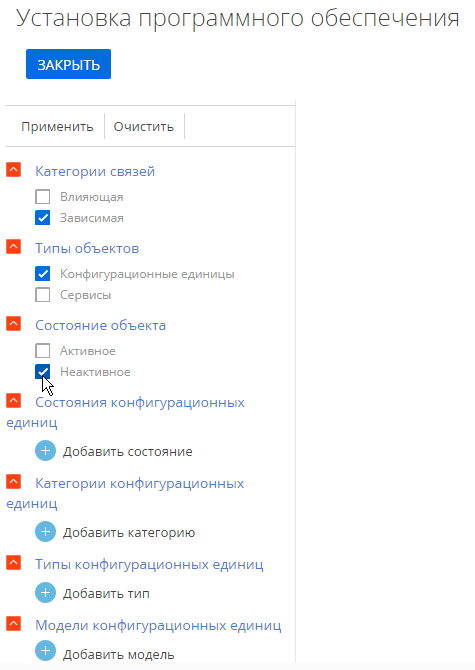 Установка программного обеспечения
ЗАКРЫТЬ
Применить Очистить
Категории связей
Влияющая
Зависимая
Типы объектов
Конфигурационные единицы
Сервисы
Состояние объекта
Активное
Неактивное
Состояния конфигурационных
единиц
Добавить состояние
Категории конфигурационных
единиц
Добавить категорию
Типы конфигурационных единиц
Добавить тип
Модели конфигурационных единиц
Добавить модель